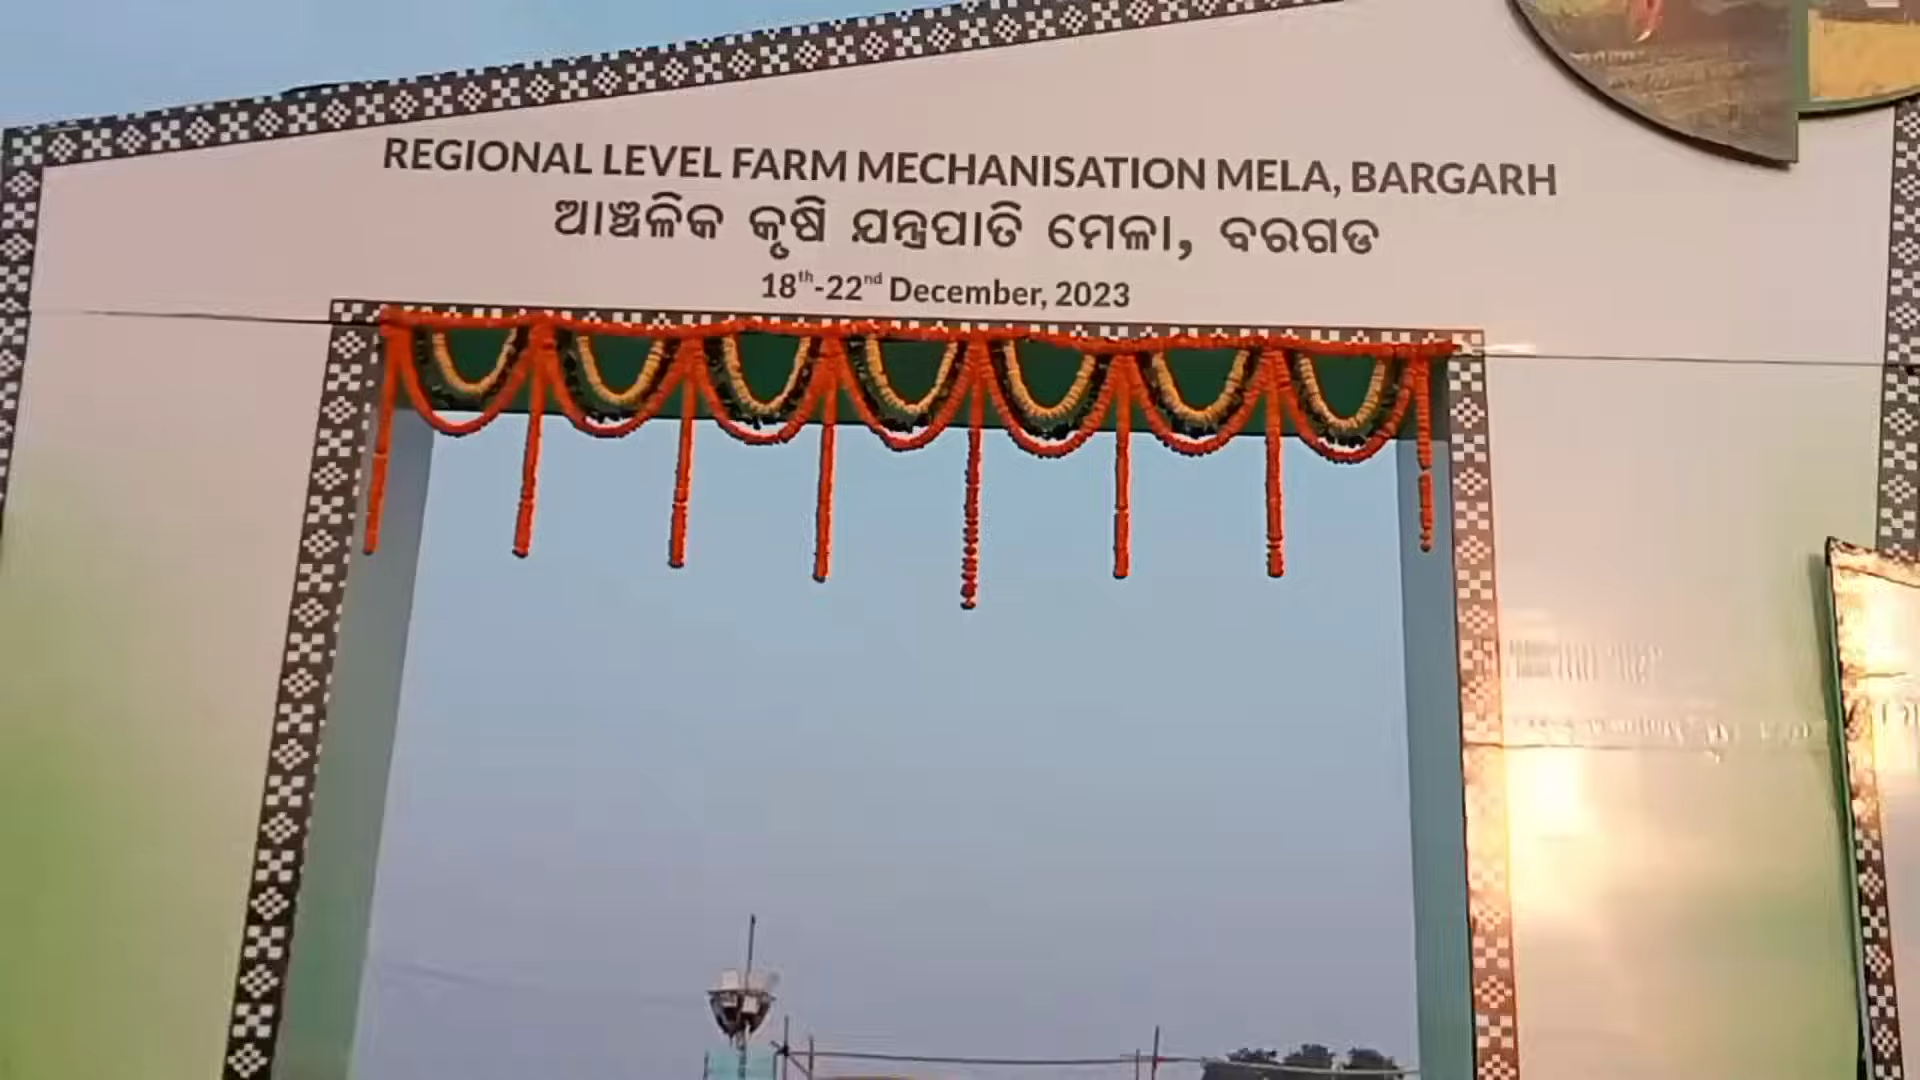 REGIONAL LEVEL FARM MECHANISATION MELA, BARGARH
ଆଞ୍ଚଳିକ କୃଷି ଯନ୍ତ୍ରପାତି ମେଳା, ବରଗଡ
18th-22nd December, 2023